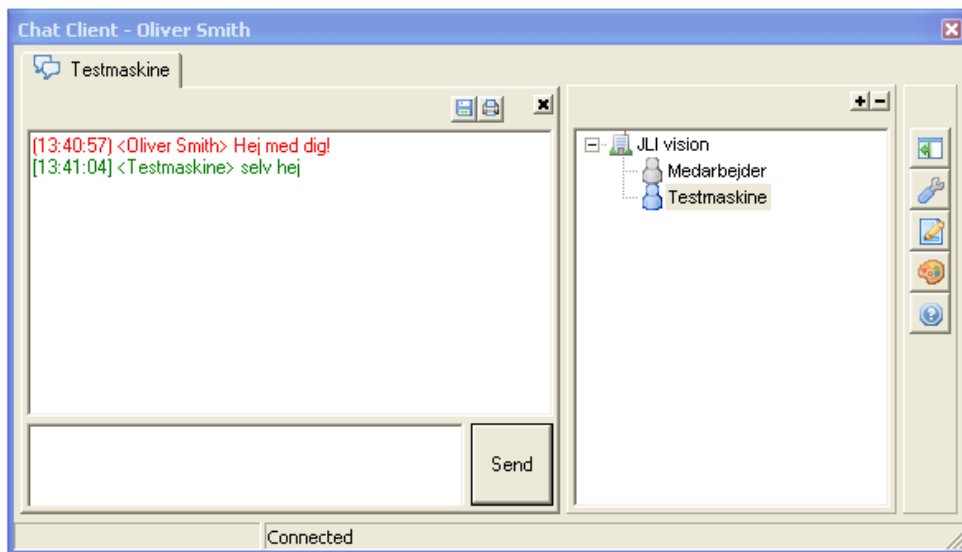 Chat Client - Oliver Smith
Testmaskine
[13:40:57] <Oliver Smith> Hej med dig!
[13:41:04] <Testmaskine> selv hej
Send
JLI vision
Medarbejder
Testmaskine
Connected